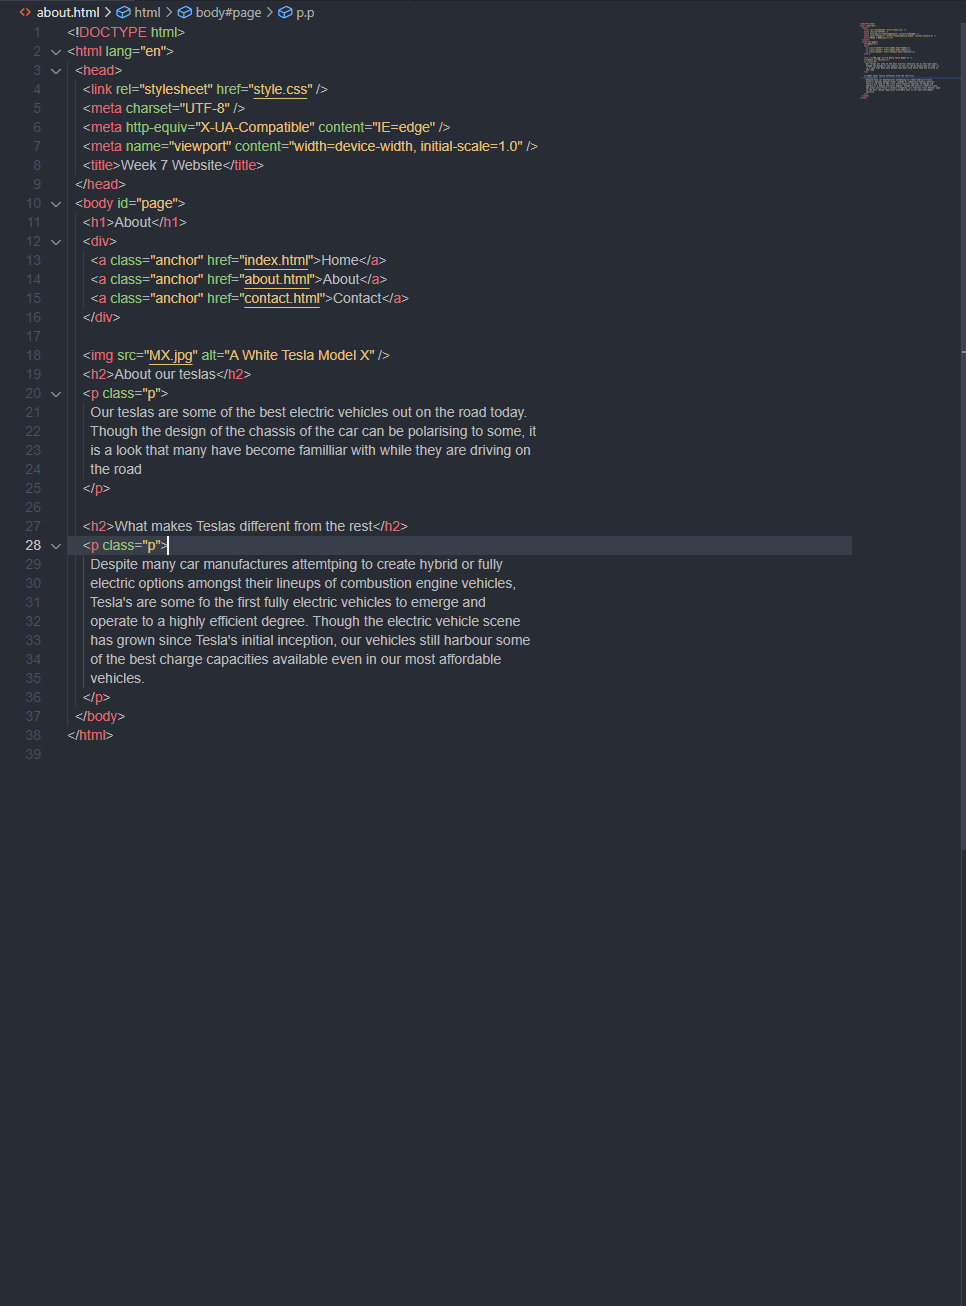 about.html > html > body#page > p.p
1 <!DOCTYPE html>
2 <html lang="en">
3 <head>
4 <link rel="stylesheet" href="style.css" />
5 <meta charset="UTF-8" />
6 <meta http-equiv="X-UA-Compatible" content="IE=edge" />
7 <meta name="viewport" content="width=device-width, initial-scale=1.0" />
8 <title>Week 7 Website</title>
9 </head>
10 <body id="page">
11 <h1>About</h1>
12 <div>
13 <a class="anchor" href="index.html">Home</a>
14 <a class="anchor" href="about.html">About</a>
15 <a class="anchor" href="contact.html">Contact</a>
16 </div>
17
18 <img src="MX.jpg" alt="A White Tesla Model X" />
19 <h2>About our teslas</h2>
20 <p class="p">
21 Our teslas are some of the best electric vehicles out on the road today.
22 Though the design of the chassis of the car can be polarising to some, it
23 is a look that many have become familliar with while they are driving on
24 the road
25 </p>
26
27 <h2>What makes Teslas different from the rest</h2>
28 <p class="p">
29 Despite many car manufactures attemtping to create hybrid or fully
30 electric options amongst their lineups of combustion engine vehicles,
31 Tesla's are some fo the first fully electric vehicles to emerge and
32 operate to a highly efficient degree. Though the electric vehicle scene
33 has grown since Tesla's initial inception, our vehicles still harbour some
34 of the best charge capacities available even in our most affordable
35 vehicles.
36 </p>
37 </body>
38 </html>
39